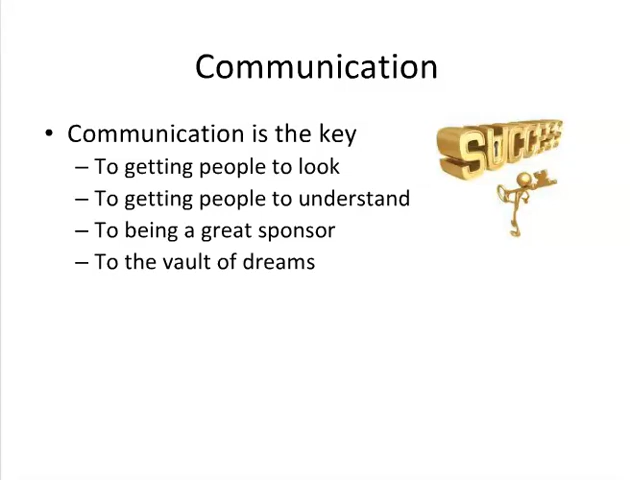 Communication
• Communication is the key
– To getting people to look
– To getting people to understand
– To being a great sponsor
– To the vault of dreams
SUCCESS